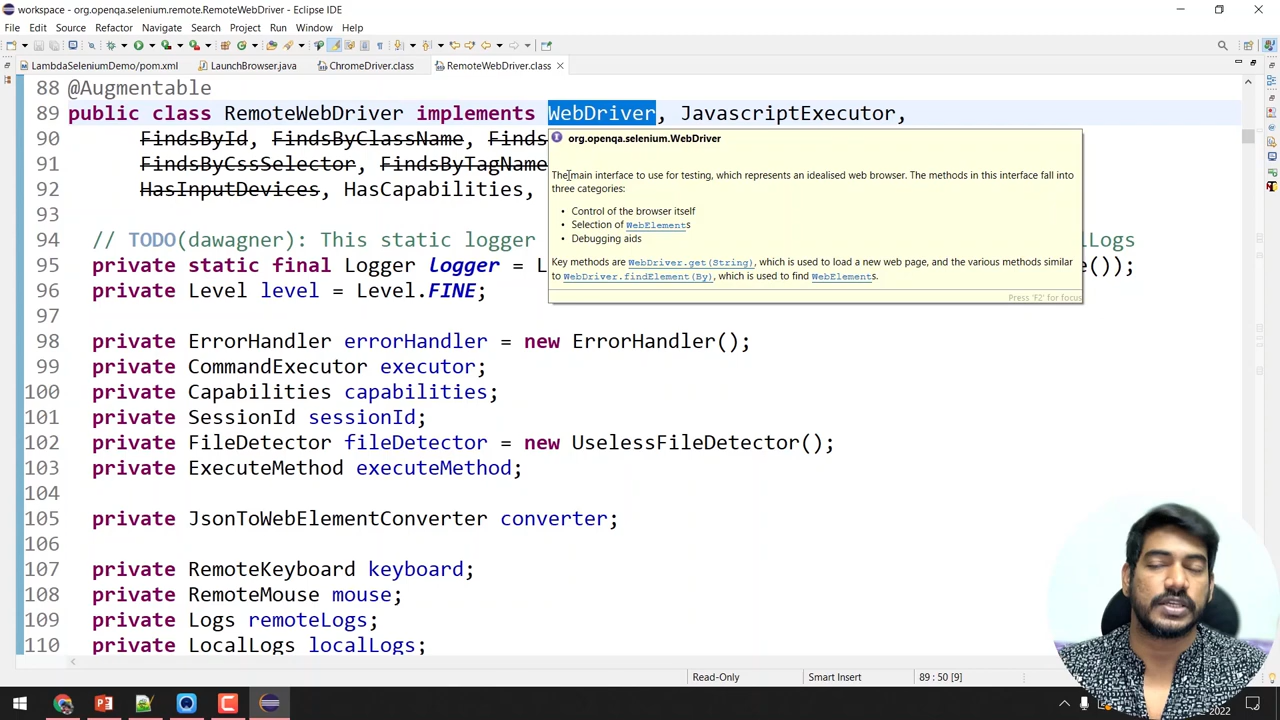 workspace - org.openqa.selenium.remote.RemoteWebDriver - Eclipse IDE
File Edit Source Refactor Navigate Search Project Run Window Help
LambdaSeleniumDemo/pom.xml LaunchBrowser.java ChromeDriver.class RemoteWebDriver.class
88 @Augmentable
89 public class RemoteWebDriver implements WebDriver, JavascriptExecutor,
90 FindsById, FindsByClassName, Finds
91 FindsByCssSelector, FindsByTagName
92 HasInputDevices, HasCapabilities,
org.openqa.selenium.WebDriver
The main interface to use for testing, which represents an idealised web browser. The methods in this interface fall into
three categories:
• Control of the browser itself
• Selection of WebElements
• Debugging aids
Key methods are WebDriver.get(String), which is used to load a new web page, and the various methods similar
to WebDriver.findElement(By), which is used to find WebElements.
Press 'F2' for focus
93
94 // TODO(dawagner): This static logger Logs
95 private static final Logger logger = L e());
96 private Level level = Level.FINE;
97
98 private ErrorHandler errorHandler = new ErrorHandler();
99 private CommandExecutor executor;
100 private Capabilities capabilities;
101 private SessionId sessionId;
102 private FileDetector fileDetector = new UselessFileDetector();
103 private ExecuteMethod executeMethod;
104
105 private JsonToWebElementConverter converter;
106
107 private RemoteKeyboard keyboard;
108 private RemoteMouse mouse;
109 private Logs remoteLogs;
110 private LocalLogs localLogs;
Read-Only Smart Insert 89 : 50 [9]
2022